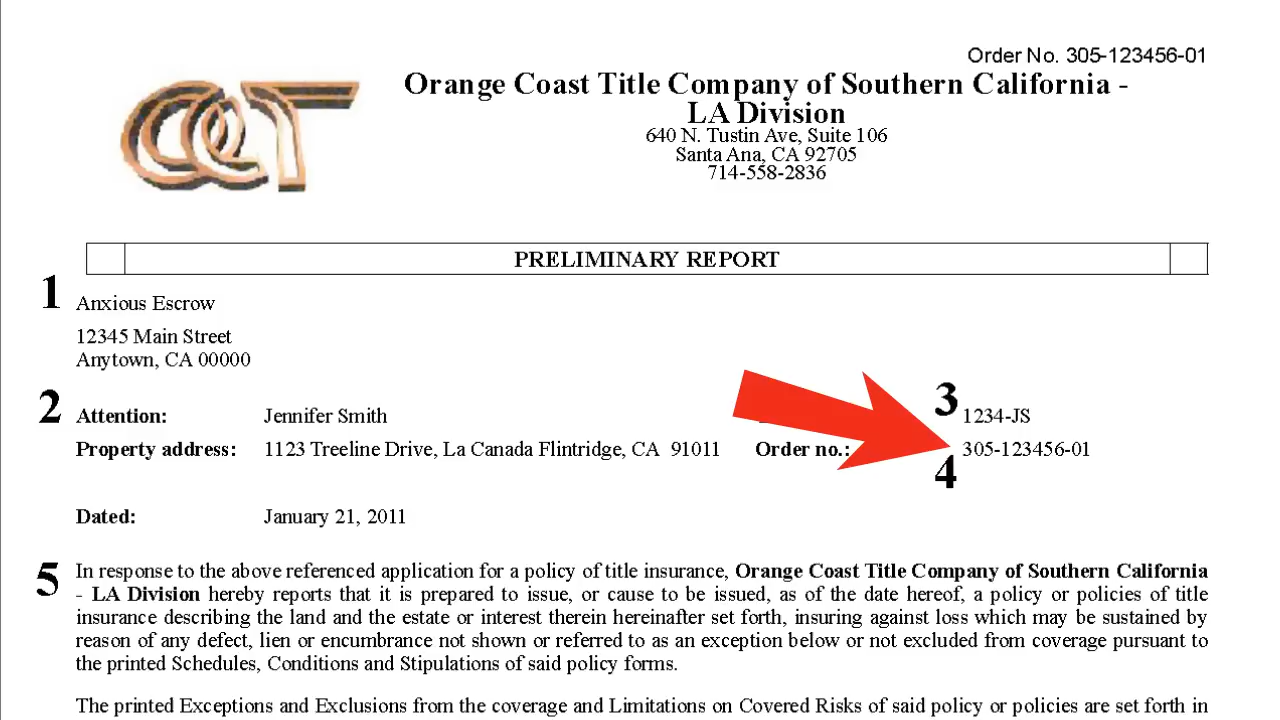 Order No. 305-123456-01
Orange Coast Title Company of Southern California -
LA Division
640 N. Tustin Ave, Suite 106
Santa Ana, CA 92705
714-558-2836
OCT
PRELIMINARY REPORT
1
Anxious Escrow
12345 Main Street
Anytown, CA 00000
2 Attention: Jennifer Smith 3 1234-JS
Property address: 1123 Treeline Drive, La Canada Flintridge, CA 91011 Order no.: 4 305-123456-01
Dated: January 21, 2011
5 In response to the above referenced application for a policy of title insurance, Orange Coast Title Company of Southern California
- LA Division hereby reports that it is prepared to issue, or cause to be issued, as of the date hereof, a policy or policies of title
insurance describing the land and the estate or interest therein hereinafter set forth, insuring against loss which may be sustained by
reason of any defect, lien or encumbrance not shown or referred to as an exception below or not excluded from coverage pursuant to
the printed Schedules, Conditions and Stipulations of said policy forms.
The printed Exceptions and Exclusions from the coverage and Limitations on Covered Risks of said policy or policies are set forth in